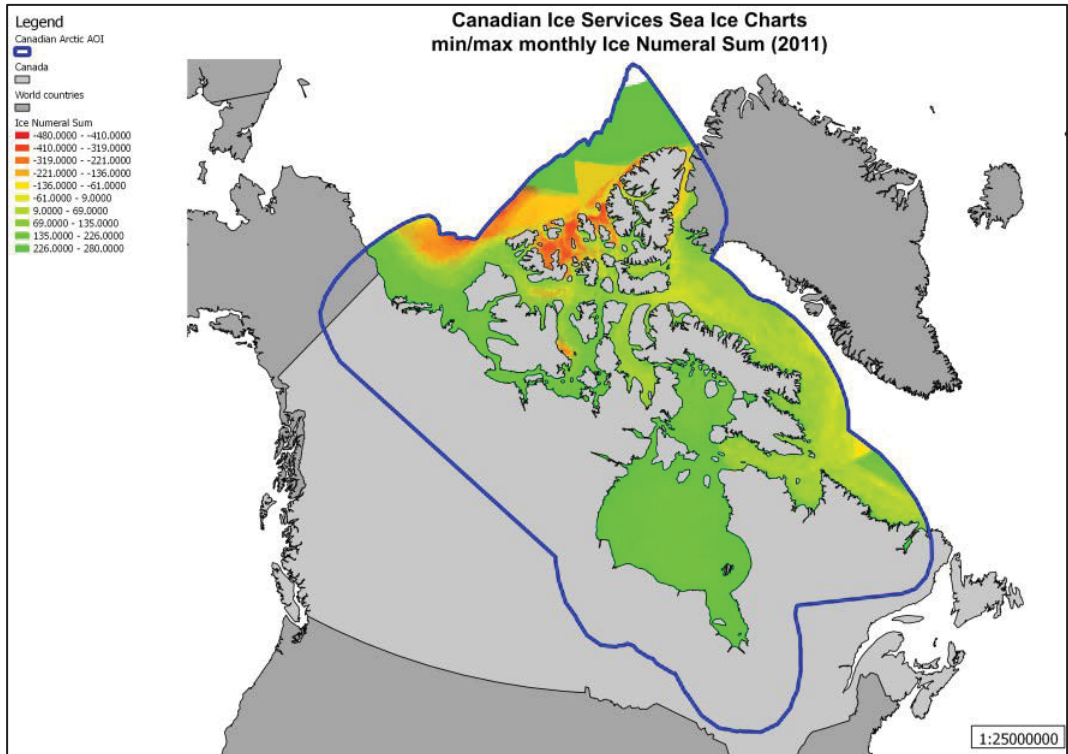 Canadian Ice Services Sea Ice Charts
min/max monthly Ice Numeral Sum (2011)
Legend
Canadian Arctic AOI
Canada
World countries
Ice Numeral Sum
-480.0000 - -410.0000
-410.0000 - -319.0000
-319.0000 - -221.0000
-221.0000 - -136.0000
-136.0000 - -61.0000
-61.0000 - 9.0000
9.0000 - 69.0000
69.0000 - 135.0000
135.0000 - 226.0000
226.0000 - 280.0000
1:25000000